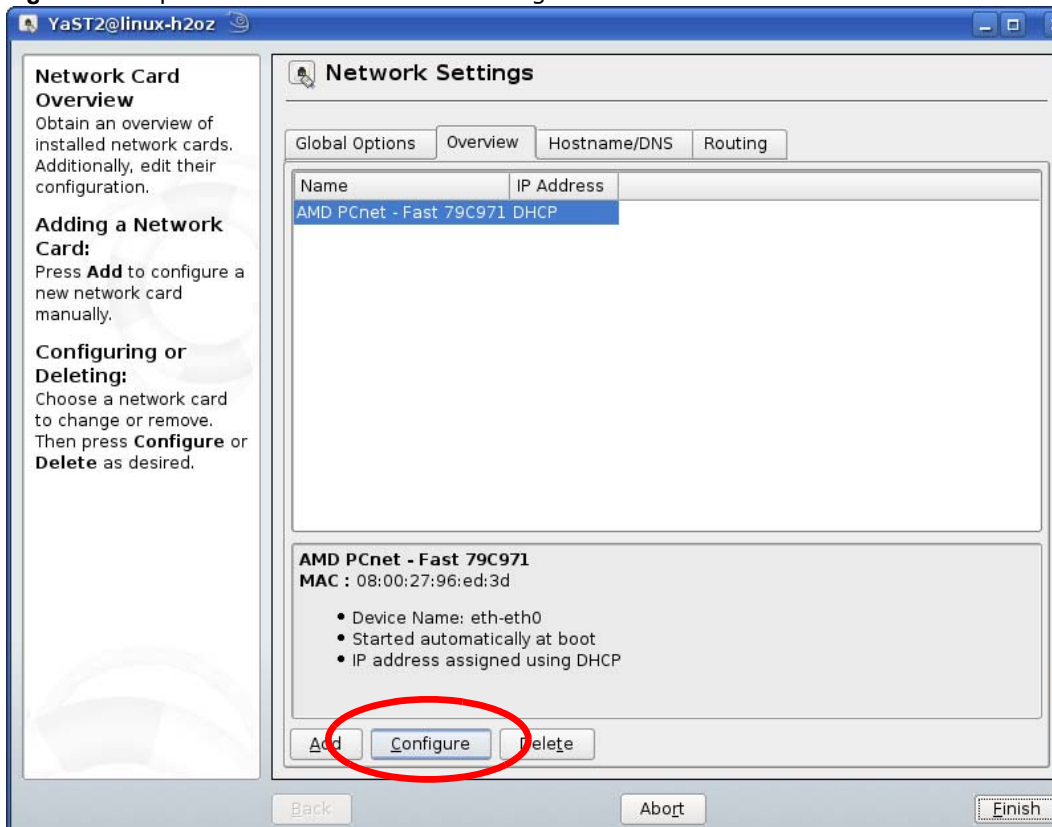 YaST2@linux-h2oz
Network Card
Overview
Obtain an overview of
installed network cards.
Additionally, edit their
configuration.
Adding a Network
Card:
Press Add to configure a
new network card
manually.
Configuring or
Deleting:
Choose a network card
to change or remove.
Then press Configure or
Delete as desired.
Network Settings
Global Options Overview Hostname/DNS Routing
Name IP Address
AMD PCnet - Fast 79C971 DHCP
AMD PCnet - Fast 79C971
MAC : 08:00:27:96:ed:3d
• Device Name: eth-eth0
• Started automatically at boot
• IP address assigned using DHCP
Add Configure Delete
Back Abort Finish